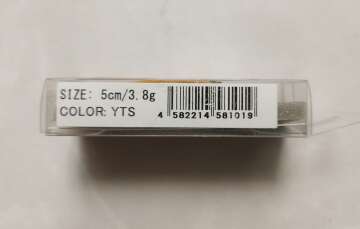 SIZE: 5cm/3.8g
COLOR: YTS
4 582214 581019